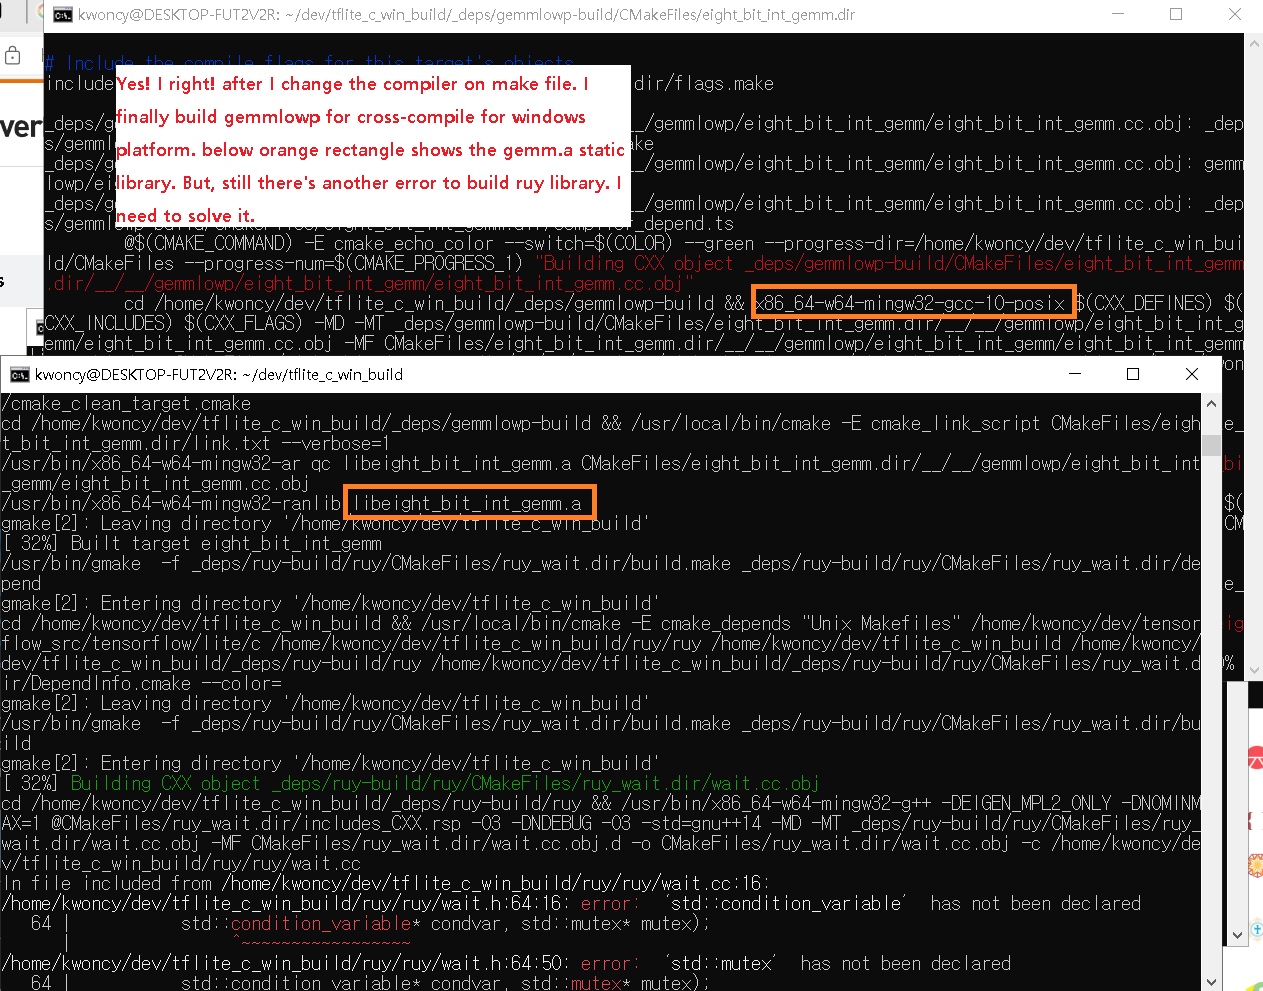 kwoncy@DESKTOP-FUT2V2R: ~/dev/tflite_c_win_build/_deps/gemmlowp-build/CMakeFiles/eight_bit_int_gemm.dir
# Include the compile flags for this target's objects
include dir/flags.make
Yes! I right! after I change the compiler on make file. I
finally build gemmlowp for cross-compile for windows
platform. below orange rectangle shows the gemm.a static
library. But, still there's another error to build ruy library. I
need to solve it.
ver
_deps/g __/gemmlowp/eight_bit_int_gemm/eight_bit_int_gemm.cc.obj: _dep
s/gemml ake
_deps/g __/gemmlowp/eight_bit_int_gemm/eight_bit_int_gemm.cc.obj: gemm
lowp/ei
_deps/g __/gemmlowp/eight_bit_int_gemm/eight_bit_int_gemm.cc.obj: _dep
_depend.ts
@$(CMAKE_COMMAND) -E cmake_echo_color --switch=$(COLOR) --green --progress-dir=/home/kwoncy/dev/tflite_c_win_bui
ld/CMakeFiles --progress-num=$(CMAKE_PROGRESS_1) "Building CXX object _deps/gemmlowp-build/CMakeFiles/eight_bit_int_gemm
.dir/__/__/gemmlowp/eight_bit_int_gemm/eight_bit_int_gemm.cc.obj"
cd /home/kwoncy/dev/tflite_c_win_build/_deps/gemmlowp-build && x86_64-w64-mingw32-gcc-10-posix $(CXX_DEFINES) $(
CXX_INCLUDES) $(CXX_FLAGS) -MD -MT _deps/gemmlowp-build/CMakeFiles/eight_bit_int_gemm.dir/__/__/gemmlowp/eight_bit_int_g
emm/eight_bit_int_gemm.cc.obj -MF CMakeFiles/eight_bit_int_gemm.dir/__/__/gemmlowp/eight_bit_int_gemm/eight_bit_int_gemm
kwoncy@DESKTOP-FUT2V2R: ~/dev/tflite_c_win_build
/cmake_clean_target.cmake
cd /home/kwoncy/dev/tflite_c_win_build/_deps/gemmlowp-build && /usr/local/bin/cmake -E cmake_link_script CMakeFiles/eigh
t_bit_int_gemm.dir/link.txt --verbose=1
/usr/bin/x86_64-w64-mingw32-ar qc libeight_bit_int_gemm.a CMakeFiles/eight_bit_int_gemm.dir/__/__/gemmlowp/eight_bit_int
_gemm/eight_bit_int_gemm.cc.obj
/usr/bin/x86_64-w64-mingw32-ranlib libeight_bit_int_gemm.a
gmake[2]: Leaving directory '/home/kwoncy/dev/tflite_c_win_build'
[ 32%] Built target eight_bit_int_gemm
/usr/bin/gmake  -f _deps/ruy-build/ruy/CMakeFiles/ruy_wait.dir/build.make _deps/ruy-build/ruy/CMakeFiles/ruy_wait.dir/de
pend
gmake[2]: Entering directory '/home/kwoncy/dev/tflite_c_win_build'
cd /home/kwoncy/dev/tflite_c_win_build && /usr/local/bin/cmake -E cmake_depends "Unix Makefiles" /home/kwoncy/dev/tensor
flow_src/tensorflow/lite/c /home/kwoncy/dev/tflite_c_win_build/ruy/ruy /home/kwoncy/dev/tflite_c_win_build /home/kwoncy/
dev/tflite_c_win_build/_deps/ruy-build/ruy /home/kwoncy/dev/tflite_c_win_build/_deps/ruy-build/ruy/CMakeFiles/ruy_wait.d
ir/DependInfo.cmake --color=
gmake[2]: Leaving directory '/home/kwoncy/dev/tflite_c_win_build'
/usr/bin/gmake  -f _deps/ruy-build/ruy/CMakeFiles/ruy_wait.dir/build.make _deps/ruy-build/ruy/CMakeFiles/ruy_wait.dir/bu
ild
gmake[2]: Entering directory '/home/kwoncy/dev/tflite_c_win_build'
[ 32%] Building CXX object _deps/ruy-build/ruy/CMakeFiles/ruy_wait.dir/wait.cc.obj
cd /home/kwoncy/dev/tflite_c_win_build/_deps/ruy-build/ruy && /usr/bin/x86_64-w64-mingw32-g++ -DEIGEN_MPL2_ONLY -DNOMINM
AX=1 @CMakeFiles/ruy_wait.dir/includes_CXX.rsp -O3 -DNDEBUG -O3 -std=gnu++14 -MD -MT _deps/ruy-build/ruy/CMakeFiles/ruy_
wait.dir/wait.cc.obj -MF CMakeFiles/ruy_wait.dir/wait.cc.obj.d -o CMakeFiles/ruy_wait.dir/wait.cc.obj -c /home/kwoncy/de
v/tflite_c_win_build/ruy/ruy/wait.cc
In file included from /home/kwoncy/dev/tflite_c_win_build/ruy/ruy/wait.cc:16:
/home/kwoncy/dev/tflite_c_win_build/ruy/ruy/wait.h:64:16: error: 'std::condition_variable' has not been declared
64 | std::condition_variable* condvar, std::mutex* mutex);
| ^~~~~~~~~~~~~~~~~~
/home/kwoncy/dev/tflite_c_win_build/ruy/ruy/wait.h:64:50: error: 'std::mutex' has not been declared
64 | std::condition_variable* condvar, std::mutex* mutex);